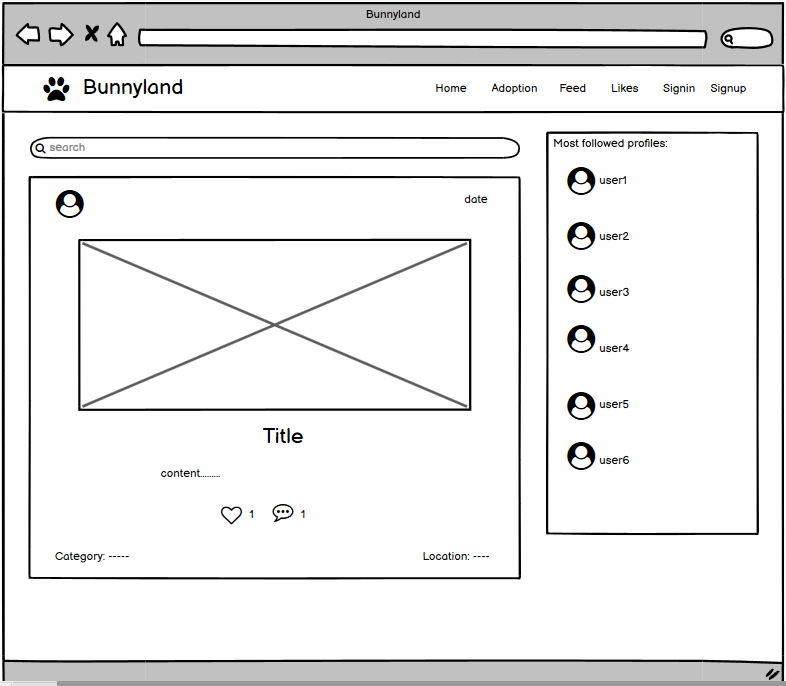 Bunnyland
Bunnyland
Home Adoption Feed Likes Signin Signup
search
date
Title
content.........
1 1
Category: -----
Location: ----
Most followed profiles:
user1
user2
user3
user4
user5
user6